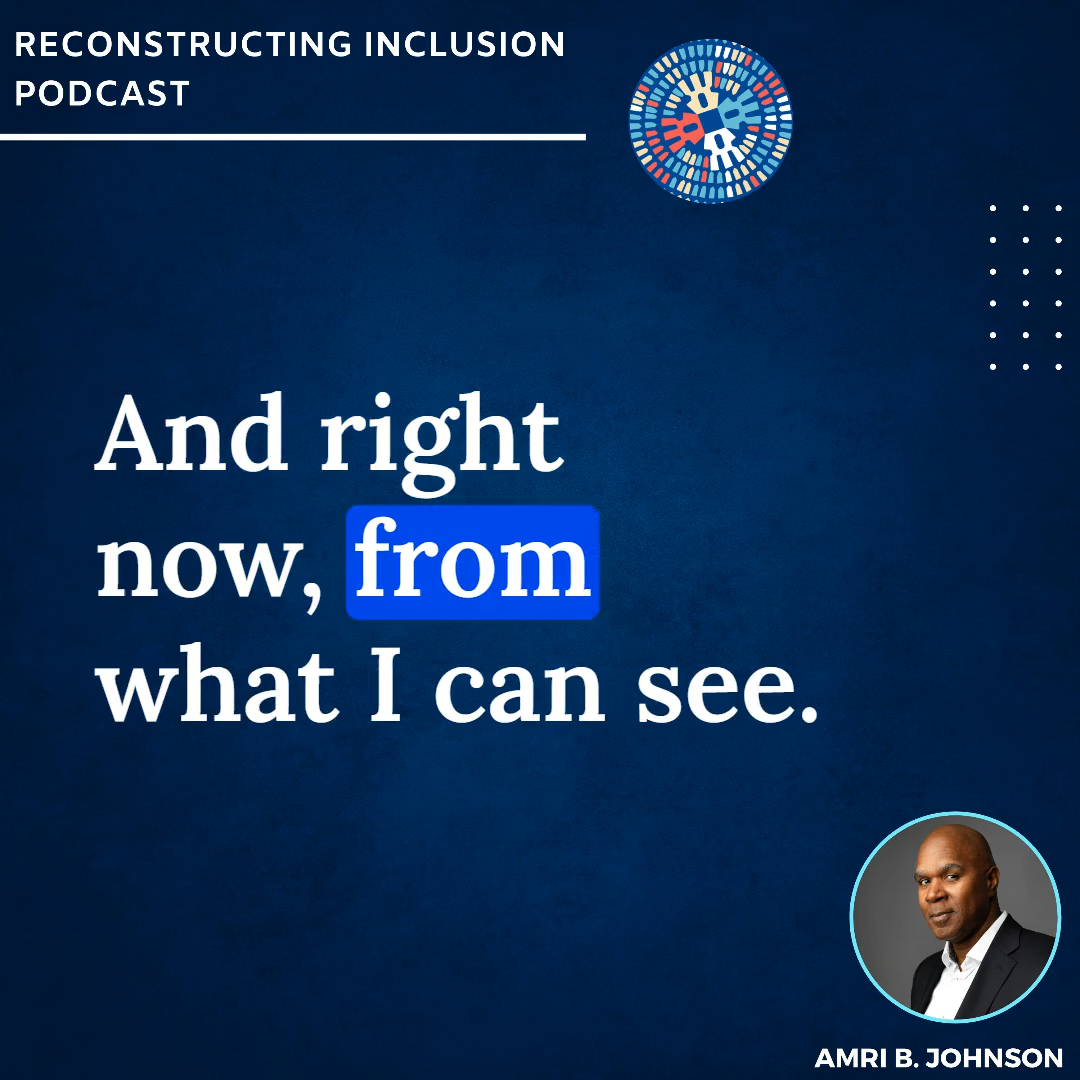 RECONSTRUCTING INCLUSION
PODCAST
And right
now, from
what I can see.
AMRI B. JOHNSON